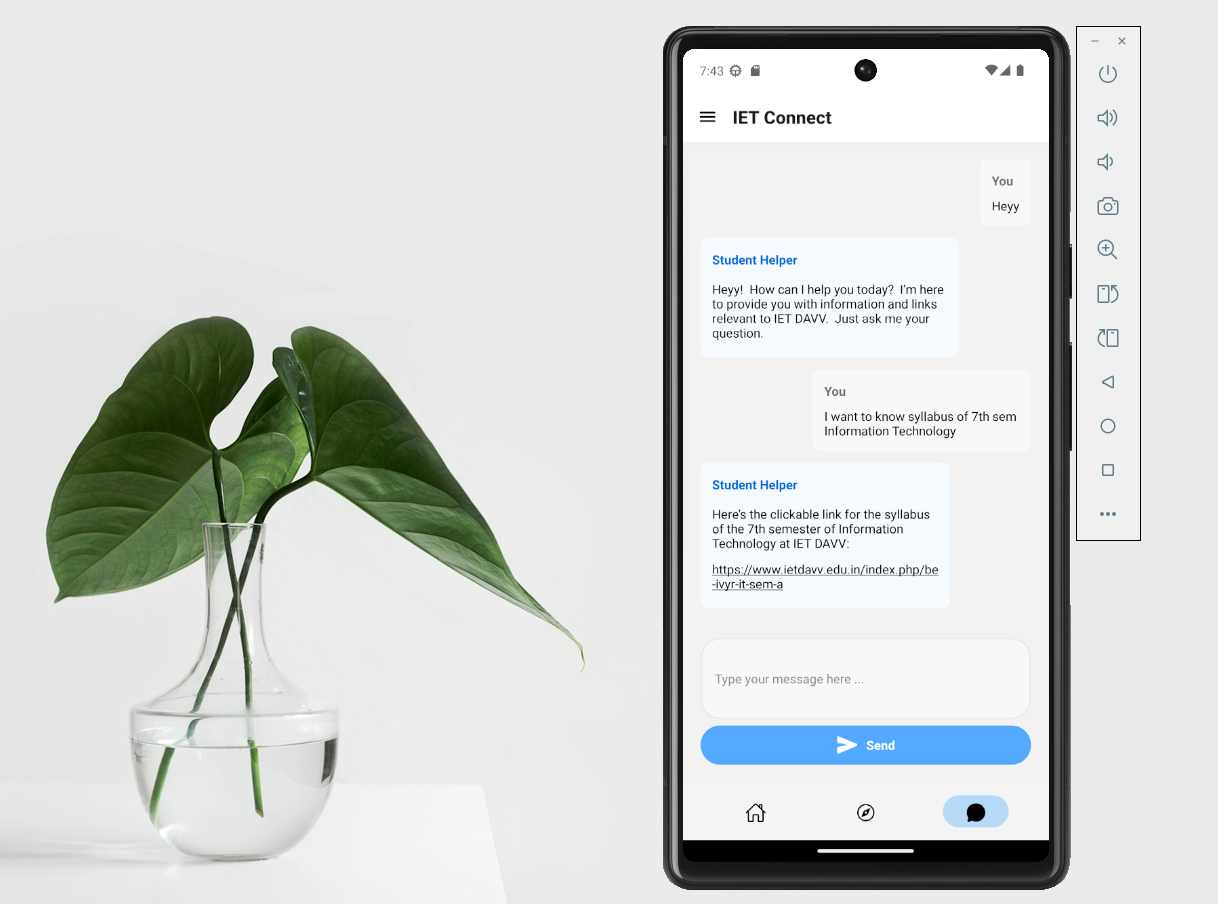 7:43
IET Connect
You
Heyy
Student Helper
Heyy!  How can I help you today?  I'm here
to provide you with information and links
relevant to IET DAVV.  Just ask me your
question.
You
I want to know syllabus of 7th sem
Information Technology
Student Helper
Here's the clickable link for the syllabus
of the 7th semester of Information
Technology at IET DAVV:
https://www.ietdavv.edu.in/index.php/be
-ivyr-it-sem-a
Type your message here ...
Send